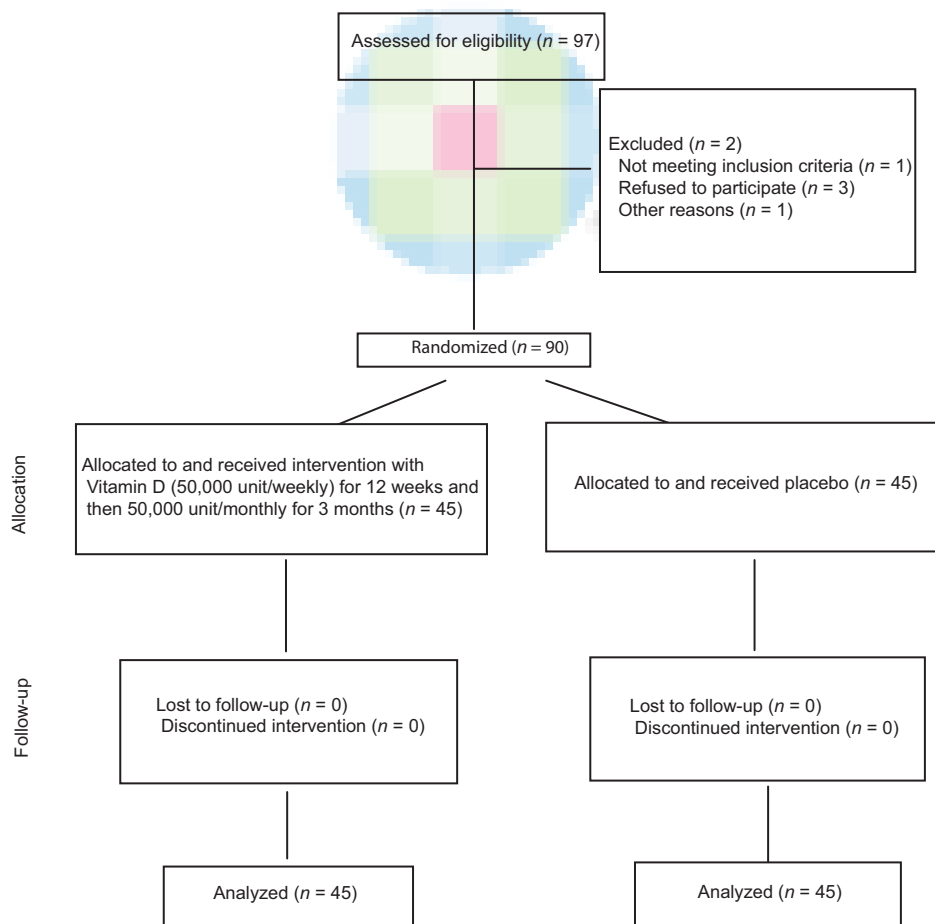 Assessed for eligibility (n = 97)
Excluded (n = 2)
Not meeting inclusion criteria (n = 1)
Refused to participate (n = 3)
Other reasons (n = 1)
Randomized (n = 90)
Allocation
Allocated to and received intervention with
Vitamin D (50,000 unit/weekly) for 12 weeks and
then 50,000 unit/monthly for 3 months (n = 45)
Allocated to and received placebo (n = 45)
Follow-up
Lost to follow-up (n = 0)
Discontinued intervention (n = 0)
Lost to follow-up (n = 0)
Discontinued intervention (n = 0)
Analyzed (n = 45)
Analyzed (n = 45)